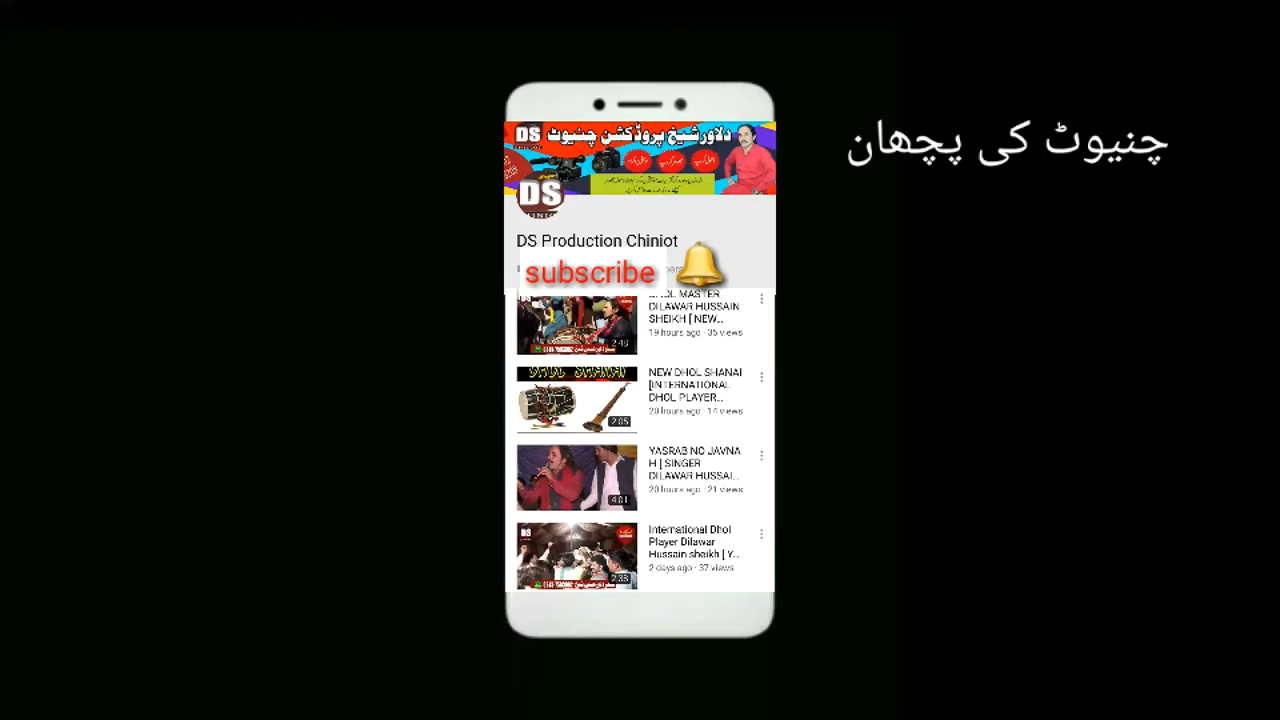 چنیوٹ کی پچھان
DS دلاور شیخ پروڈکشن چنیوٹ
DS
DS Production Chiniot
subscribe
DHOL MASTER
DILAWAR HUSSAIN
SHEIKH [ NEW..
19 hours ago · 35 views
2:48
DHOL SHANAI
NEW DHOL SHANAI
[INTERNATIONAL
DHOL PLAYER..
20 hours ago · 14 views
2:05
YASRAB NO JAVNA
H [ SINGER
DILAWAR HUSSAI..
20 hours ago · 21 views
4:01
DS
International Dhol
Player Dilawar
Hussain sheikh [ Y..
2 days ago · 37 views
2:38